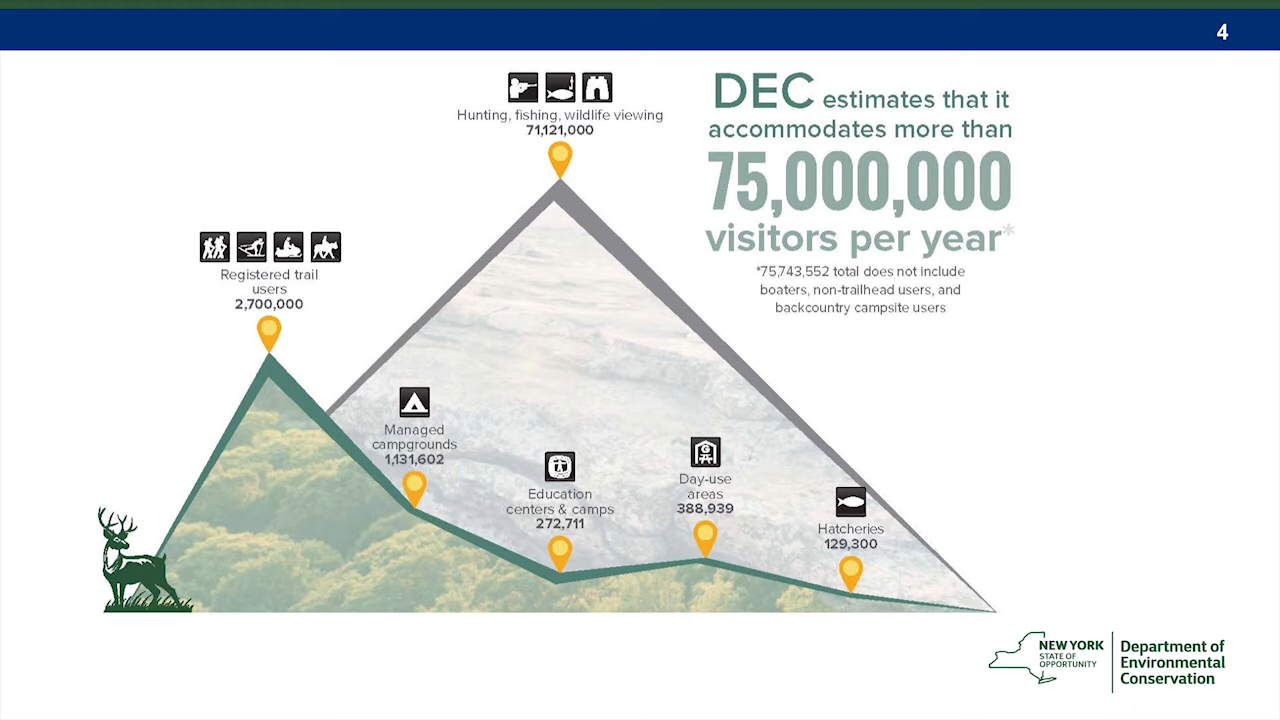 4
Hunting, fishing, wildlife viewing
71,121,000
DEC estimates that it
accommodates more than
75,000,000
visitors per year*
*75,743,552 total does not include
boaters, non-trailhead users, and
backcountry campsite users
Registered trail
users
2,700,000
Managed
campgrounds
1,131,602
Education
centers & camps
272,711
Day-use
areas
388,939
Hatcheries
129,300
NEW YORK
STATE OF
OPPORTUNITY
Department of
Environmental
Conservation